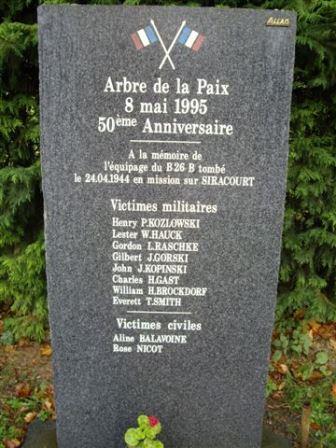 ALLAN
Arbre de la Paix
8 mai 1995
50ème Anniversaire
A la mémoire de
l'équipage du B26 B tombé
le 24.04.1944 en mission sur SIRACOURT
Victimes militaires
Henry P.KOZLOWSKI
Lester W.HAUCK
Gordon L.RASCHKE
Gilbert J.GORSKI
John J.KOPINSKI
Charles H.GAST
William H.BROCKDORF
Everett T.SMITH
Victimes civiles
Aline BALAVOINE
Rose NICOT